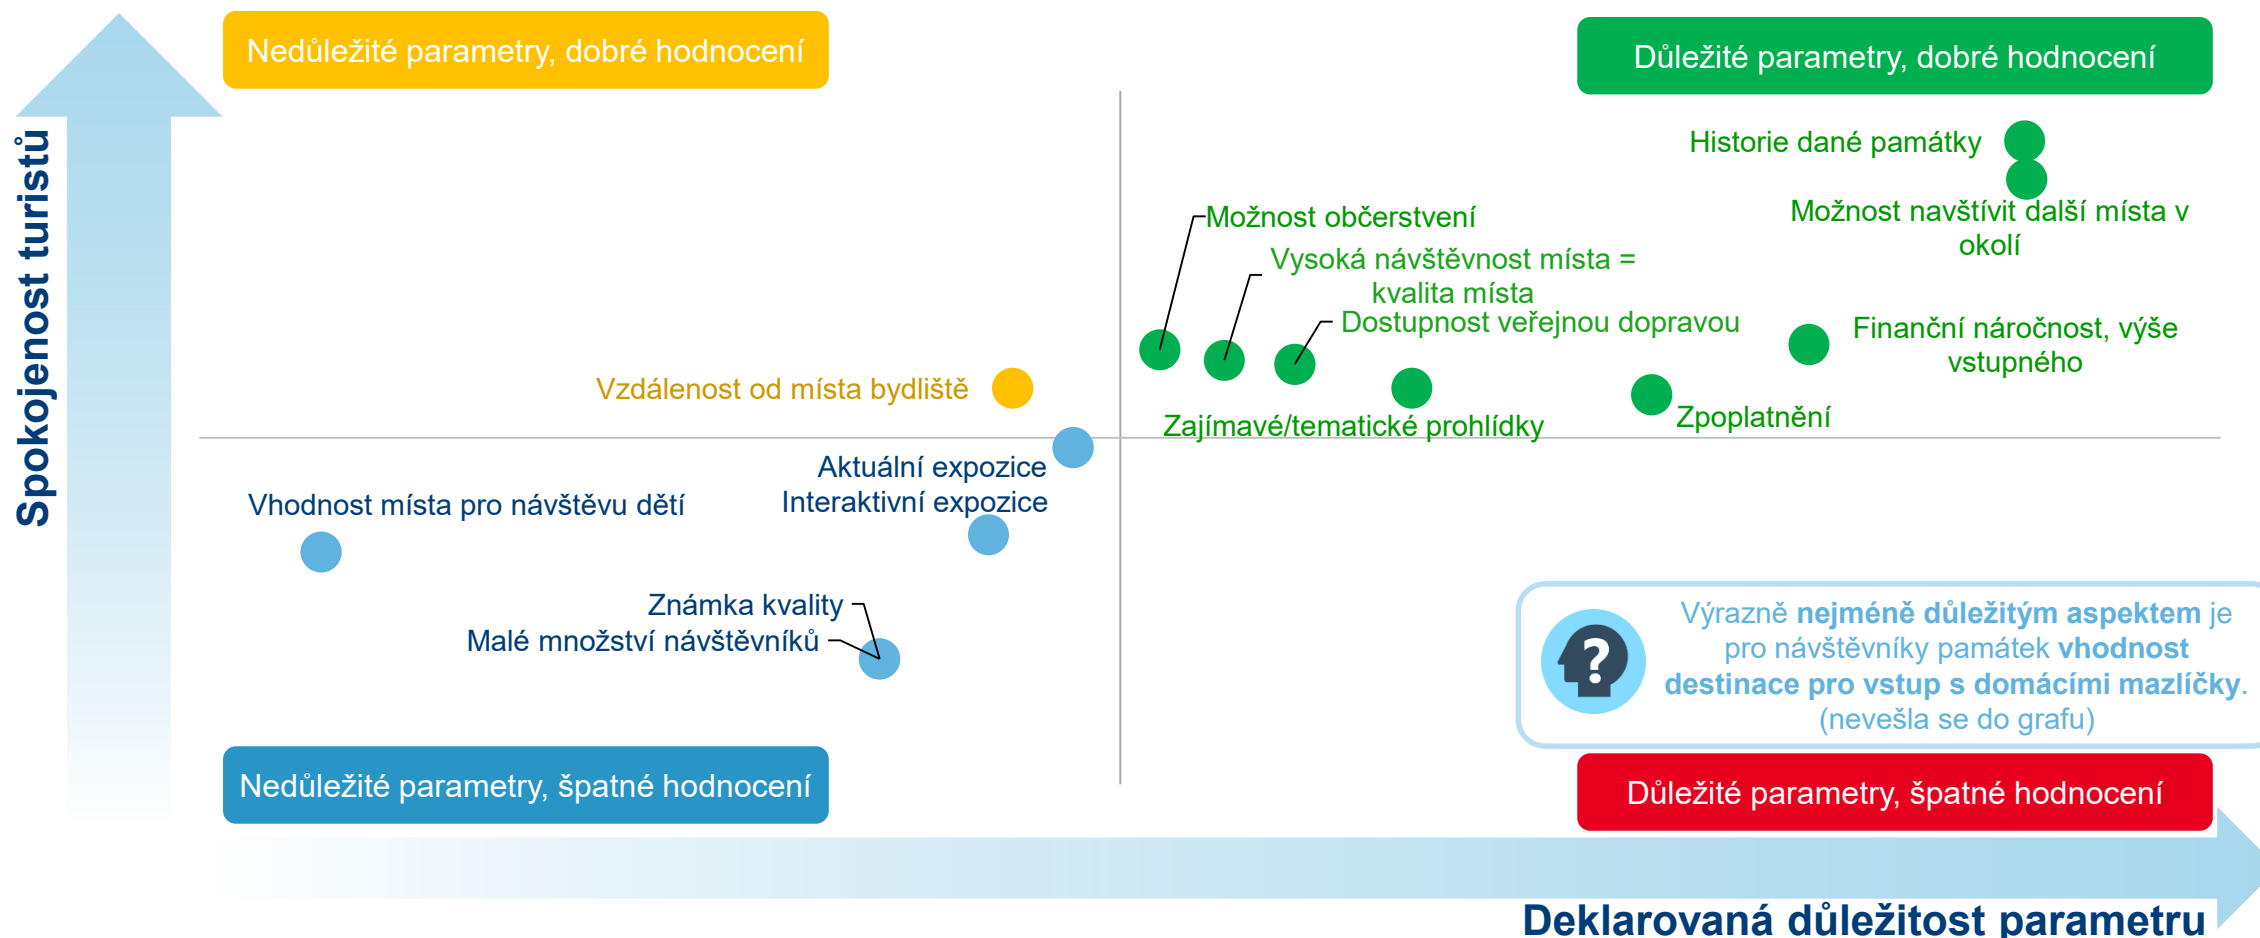 Nedůležité parametry, dobré hodnocení
Důležité parametry, dobré hodnocení
Spokojenost turistů
Historie dané památky
Možnost navštívit další místa v
okolí
Možnost občerstvení
Vysoká návštěvnost místa =
kvalita místa
Dostupnost veřejnou dopravou
Finanční náročnost, výše
vstupného
Vzdálenost od místa bydliště
Zajímavé/tematické prohlídky
Zpoplatnění
Aktuální expozice
Interaktivní expozice
Vhodnost místa pro návštěvu dětí
Známka kvality
Malé množství návštěvníků
?
Výrazně nejméně důležitým aspektem je
pro návštěvníky památek vhodnost
destinace pro vstup s domácími mazlíčky.
(nevešla se do grafu)
Nedůležité parametry, špatné hodnocení
Důležité parametry, špatné hodnocení
Deklarovaná důležitost parametru